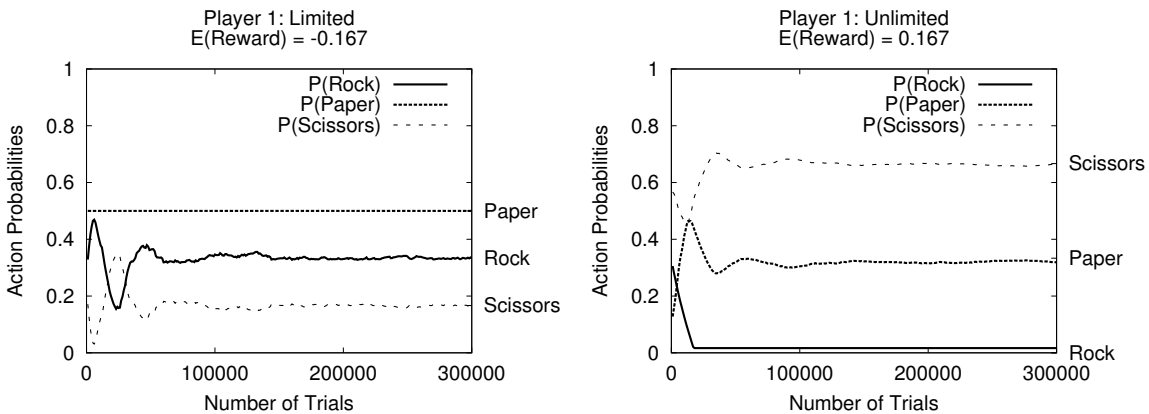 Player 1: Limited
E(Reward) = -0.167
Action Probabilities
1
0.8
0.6
0.4
0.2
0
P(Rock)
P(Paper)
P(Scissors)
Paper
Rock
Scissors
0 100000 200000 300000
Number of Trials
Player 1: Unlimited
E(Reward) = 0.167
Action Probabilities
1
0.8
0.6
0.4
0.2
0
P(Rock)
P(Paper)
P(Scissors)
Scissors
Paper
Rock
0 100000 200000 300000
Number of Trials